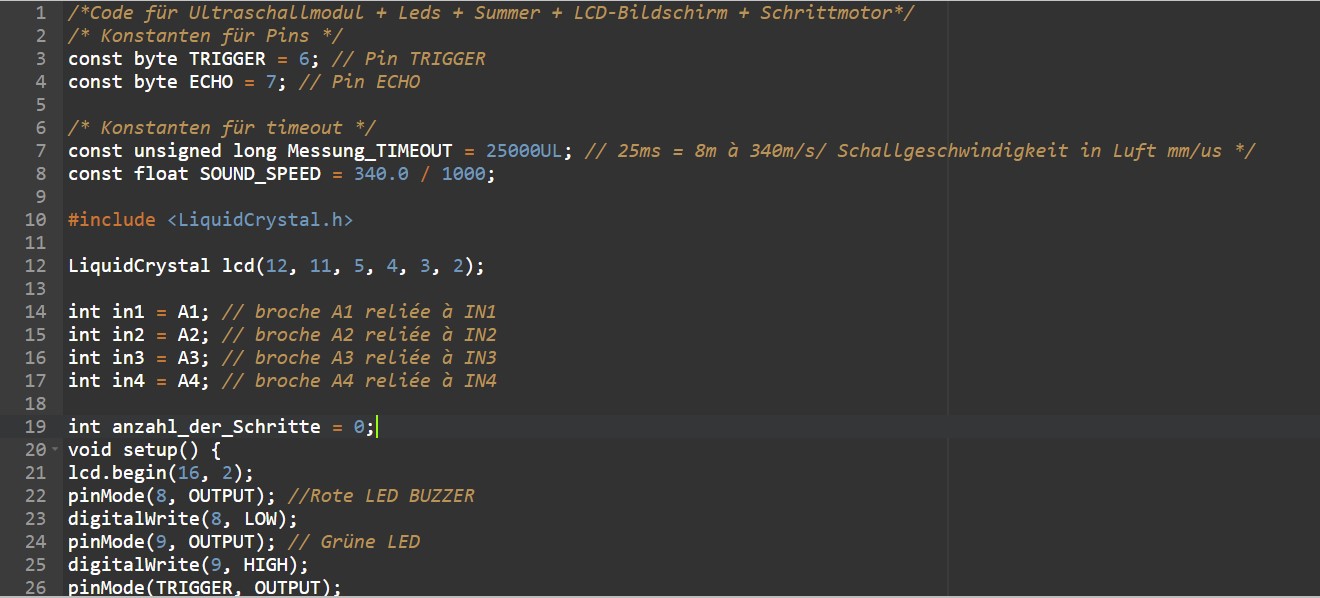 1 /*Code für Ultraschallmodul + Leds + Summer + LCD-Bildschirm + Schrittmotor*/
2 /* Konstanten für Pins */
3 const byte TRIGGER = 6; // Pin TRIGGER
4 const byte ECHO = 7; // Pin ECHO
5
6 /* Konstanten für timeout */
7 const unsigned long Messung_TIMEOUT = 25000UL; // 25ms = 8m à 340m/s/ Schallgeschwindigkeit in Luft mm/us */
8 const float SOUND_SPEED = 340.0 / 1000;
9
10 #include <LiquidCrystal.h>
11
12 LiquidCrystal lcd(12, 11, 5, 4, 3, 2);
13
14 int in1 = A1; // broche A1 reliée à IN1
15 int in2 = A2; // broche A2 reliée à IN2
16 int in3 = A3; // broche A3 reliée à IN3
17 int in4 = A4; // broche A4 reliée à IN4
18
19 int anzahl_der_Schritte = 0;
20 void setup() {
21 lcd.begin(16, 2);
22 pinMode(8, OUTPUT); //Rote LED BUZZER
23 digitalWrite(8, LOW);
24 pinMode(9, OUTPUT); // Grüne LED
25 digitalWrite(9, HIGH);
26 pinMode(TRIGGER, OUTPUT);